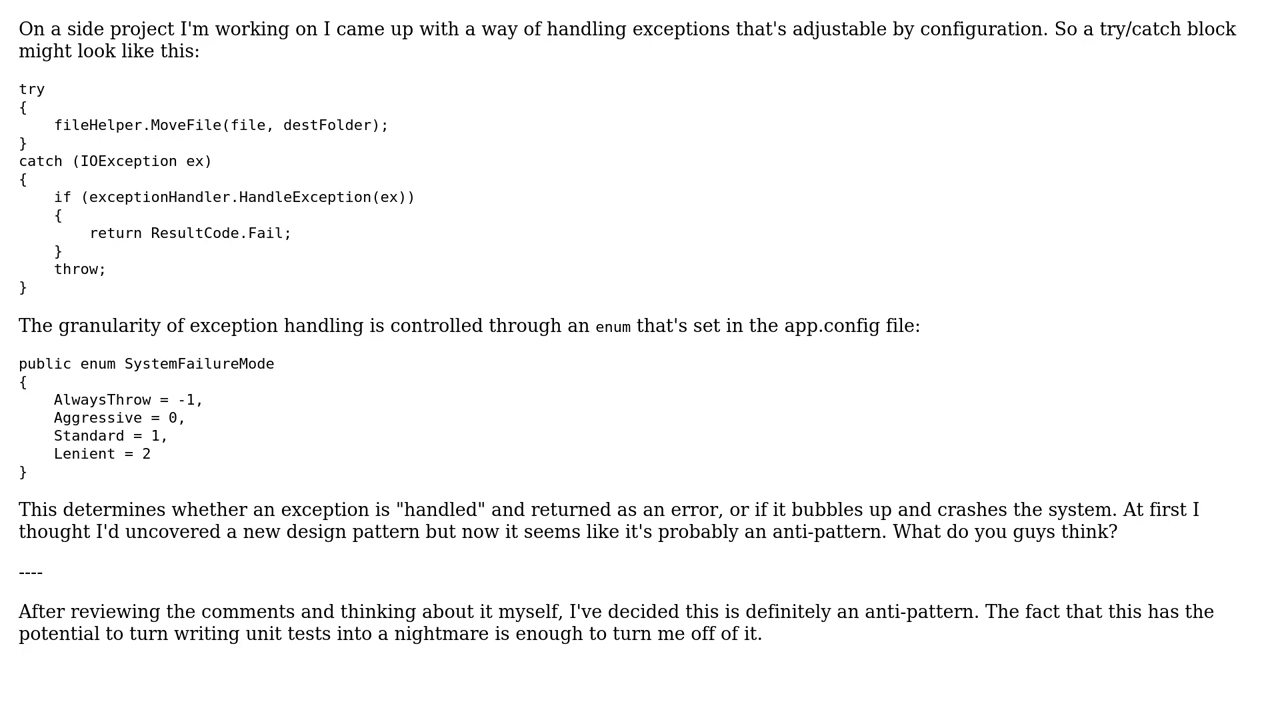 On a side project I'm working on I came up with a way of handling exceptions that's adjustable by configuration. So a try/catch block
might look like this:
try
{
    fileHelper.MoveFile(file, destFolder);
}
catch (IOException ex)
{
    if (exceptionHandler.HandleException(ex))
    {
        return ResultCode.Fail;
    }
    throw;
}
The granularity of exception handling is controlled through an enum that's set in the app.config file:
public enum SystemFailureMode
{
    AlwaysThrow = -1,
    Aggressive = 0,
    Standard = 1,
    Lenient = 2
}
This determines whether an exception is "handled" and returned as an error, or if it bubbles up and crashes the system. At first I
thought I'd uncovered a new design pattern but now it seems like it's probably an anti-pattern. What do you guys think?
----
After reviewing the comments and thinking about it myself, I've decided this is definitely an anti-pattern. The fact that this has the
potential to turn writing unit tests into a nightmare is enough to turn me off of it.